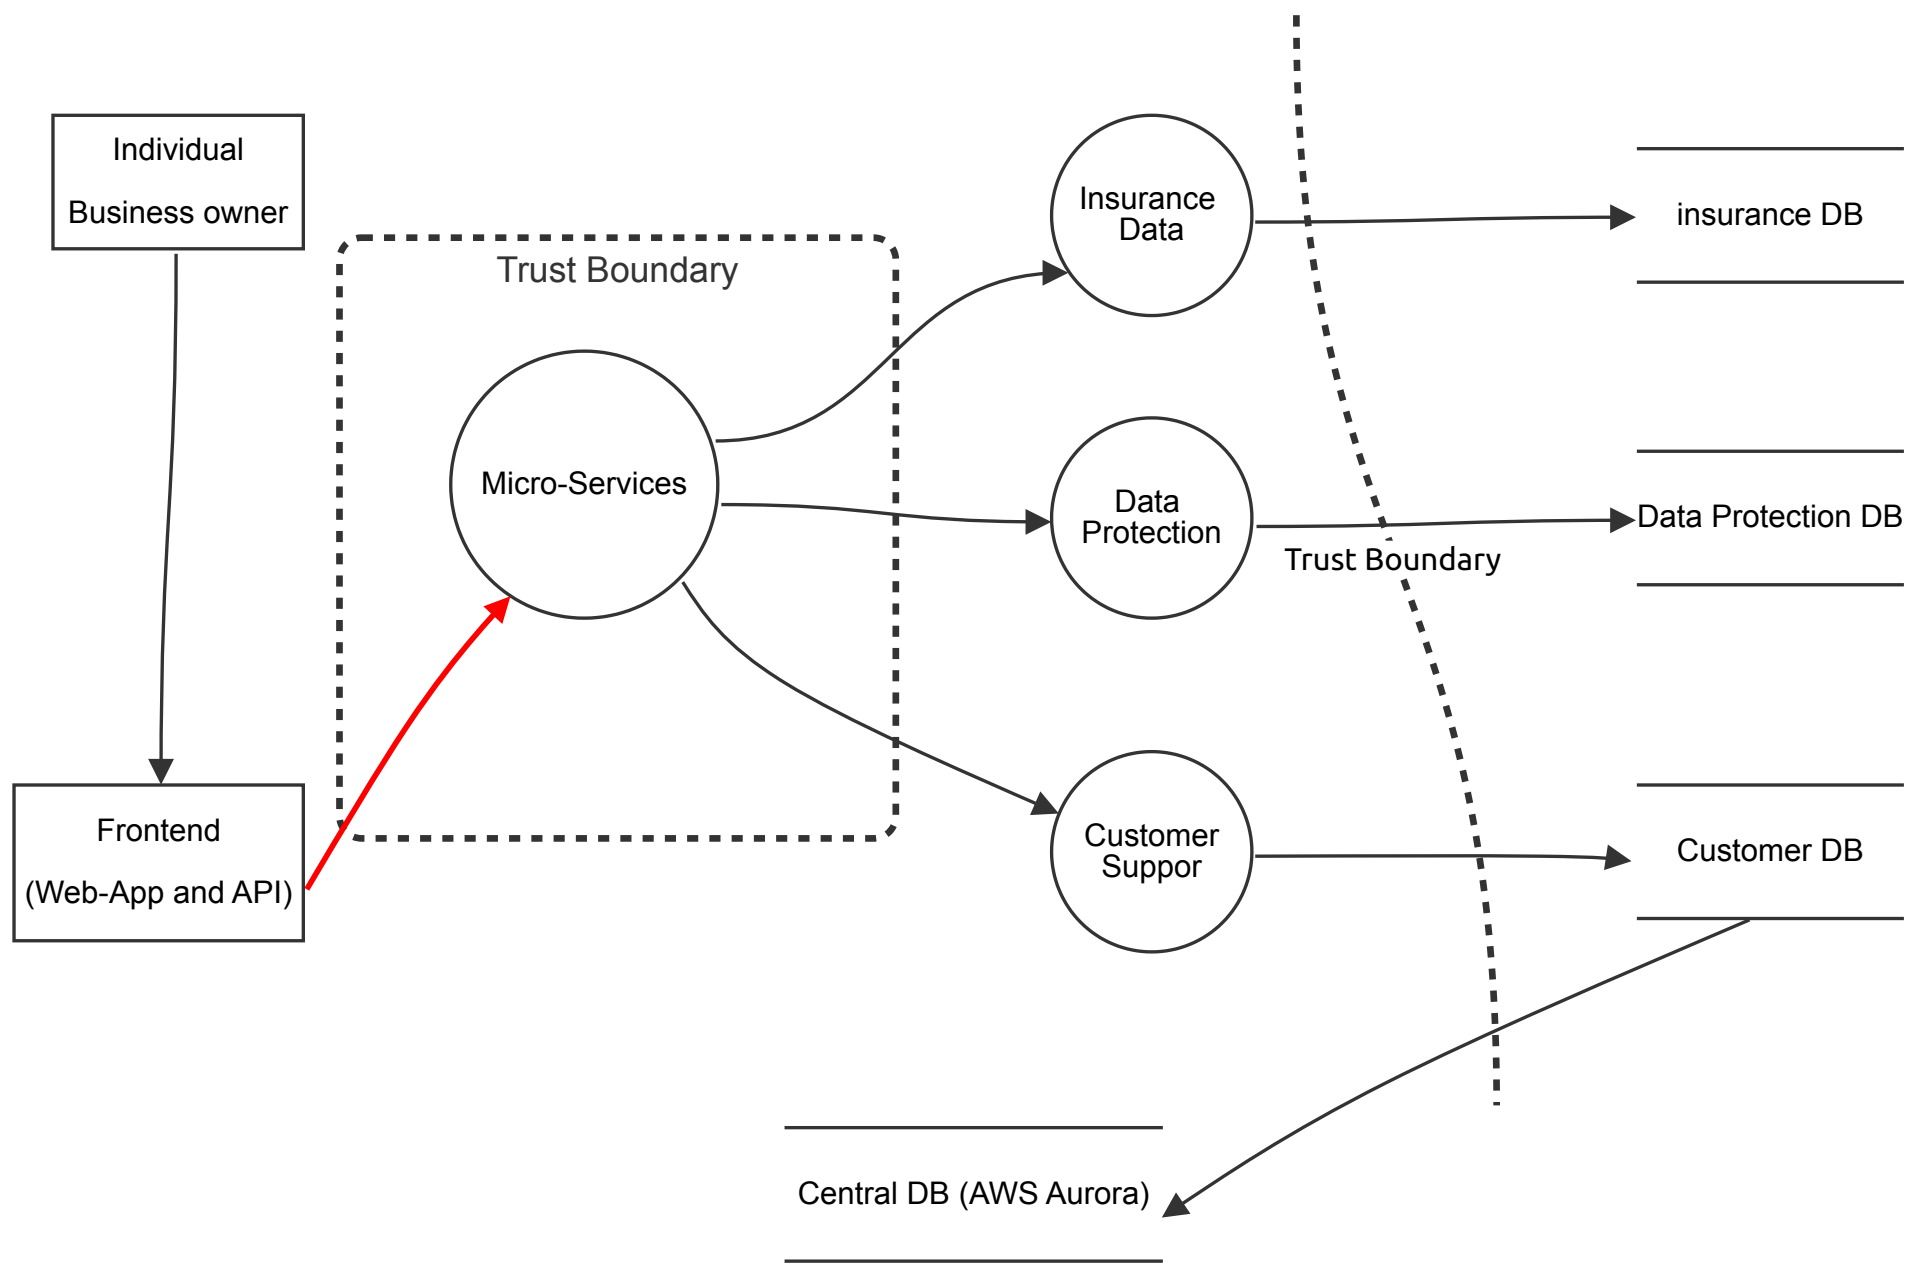 Individual
Business owner
Trust Boundary
Insurance
Data
insurance DB
Micro-Services
Data
Protection
Data Protection DB
Trust Boundary
Frontend
(Web-App and API)
Customer
Suppor
Customer DB
Central DB (AWS Aurora)